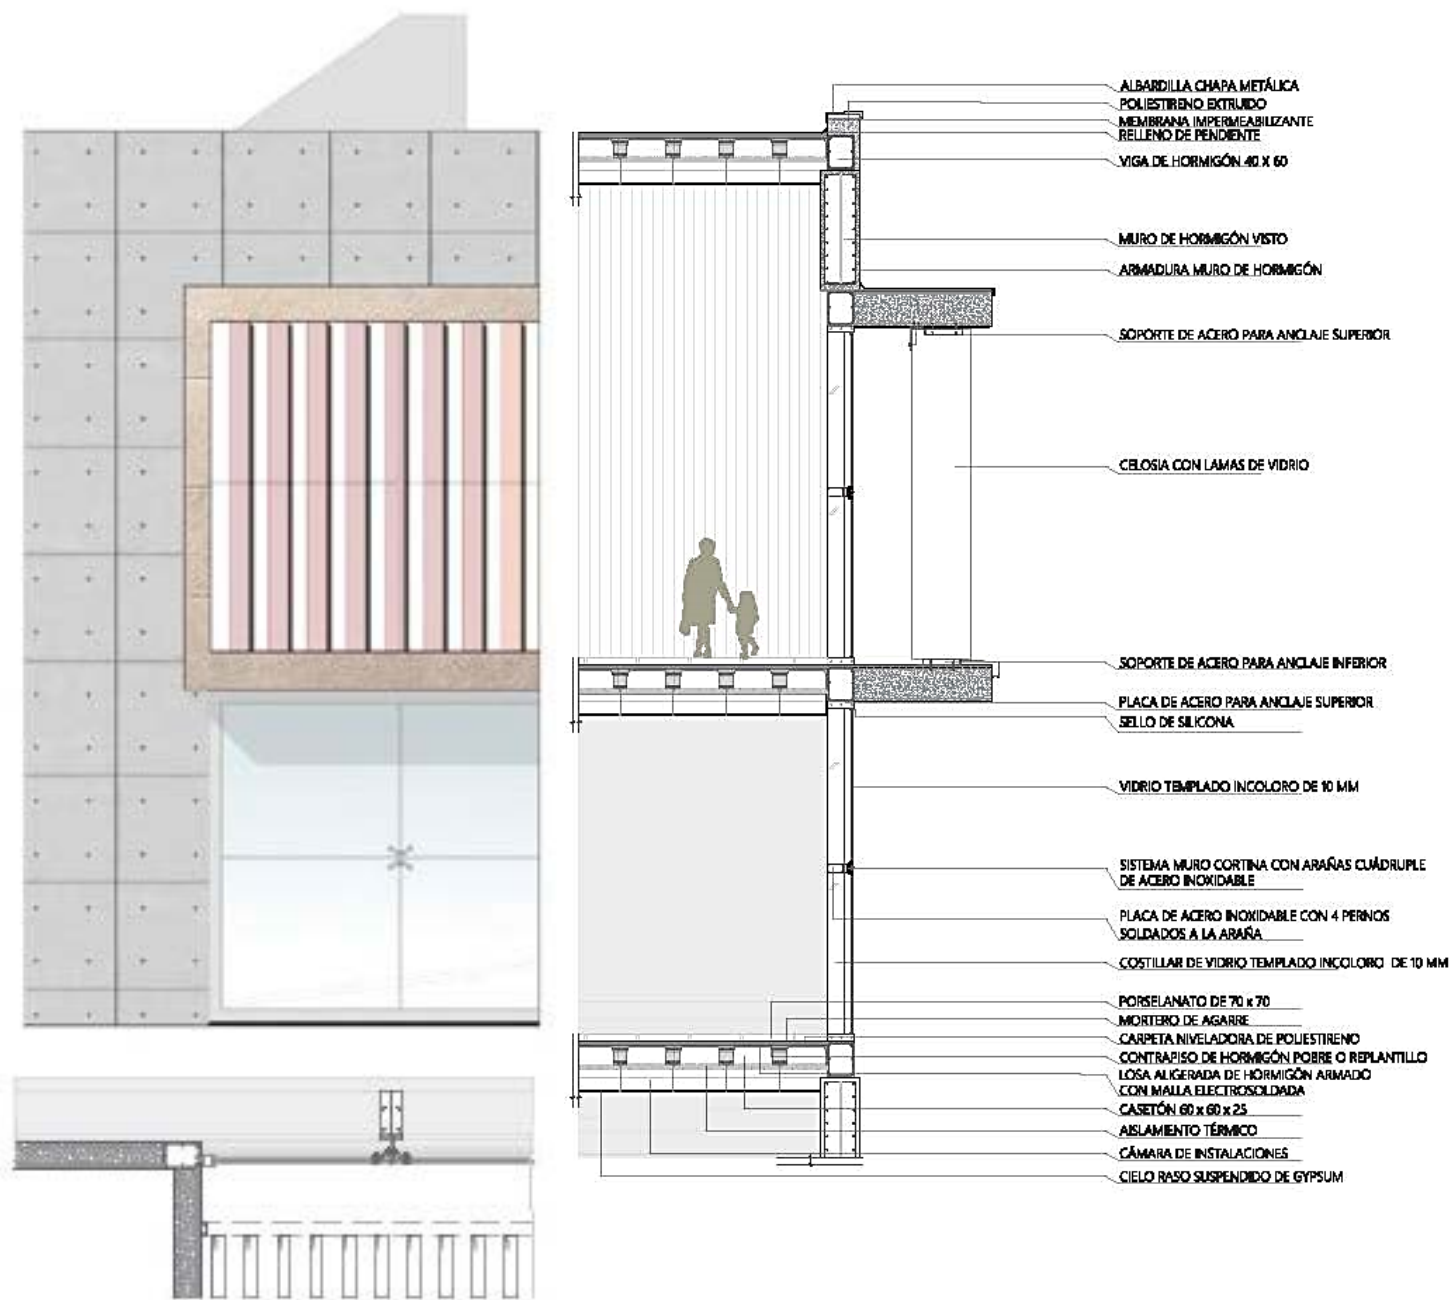 ALBARDILLA CHAPA METÁLICA
POLIESTIRENO EXTRUIDO
MEMBRANA IMPERMEABILIZANTE
RELLENO DE PENDIENTE
VIGA DE HORMIGÓN 40 X 60
MURO DE HORMIGÓN VISTO
ARMADURA MURO DE HORMIGÓN
SOPORTE DE ACERO PARA ANCLAJE SUPERIOR
CELOSIA CON LAMAS DE VIDRIO
SOPORTE DE ACERO PARA ANCLAJE INFERIOR
PLACA DE ACERO PARA ANCLAJE SUPERIOR
SELLO DE SILICONA
VIDRIO TEMPLADO INCOLORO DE 10 MM
SISTEMA MURO CORTINA CON ARAÑAS CUÁDRUPLE
DE ACERO INOXIDABLE
PLACA DE ACERO INOXIDABLE CON 4 PERNOS
SOLDADOS A LA ARAÑA
COSTILLAR DE VIDRIO TEMPLADO INCOLORO DE 10 MM
PORSELANATO DE 70 x 70
MORTERO DE AGARRE
CARPETA NIVELADORA DE POLIESTIRENO
CONTRAPISO DE HORMIGÓN POBRE O REPLANTILLO
LOSA ALIGERADA DE HORMIGÓN ARMADO
CON MALLA ELECTROSOLDADA
CASETÓN 60 x 60 x 25
AISLAMIENTO TÉRMICO
CÁMARA DE INSTALACIONES
CIELO RASO SUSPENDIDO DE GYPSUM